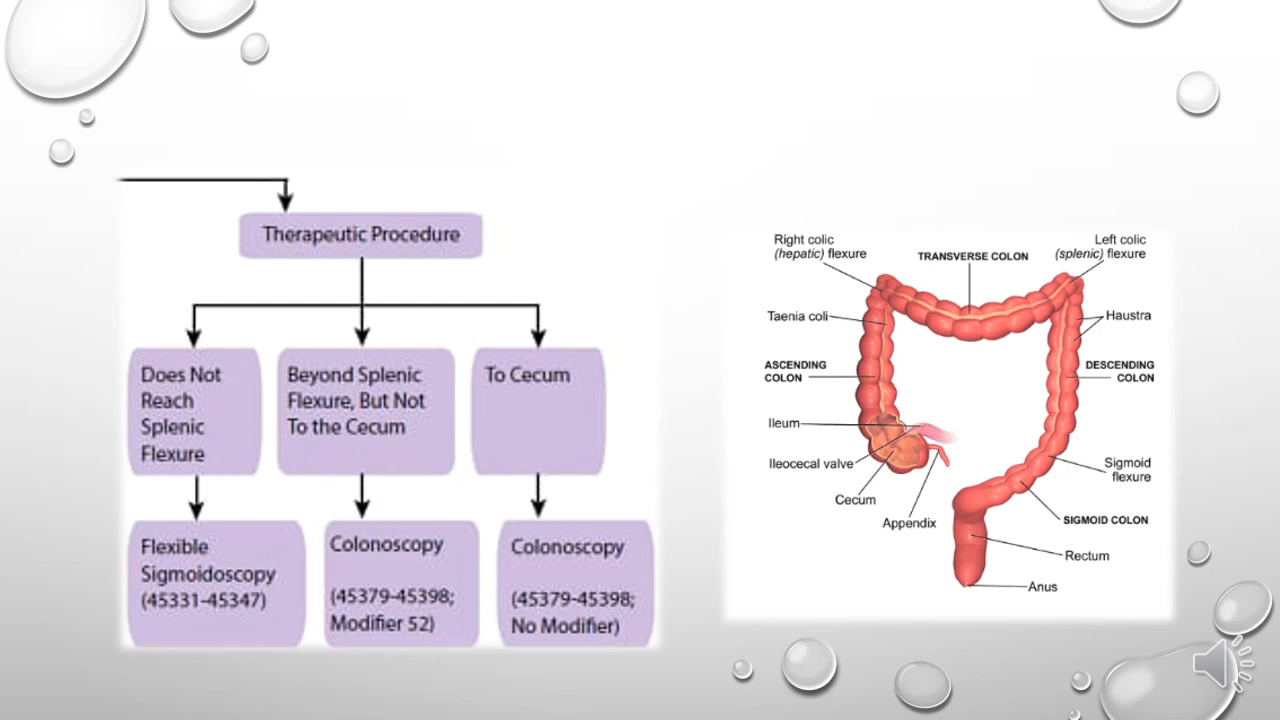 Therapeutic Procedure
Does Not
Reach
Splenic
Flexure
Beyond Splenic
Flexure, But Not
To the Cecum
To Cecum
Flexible
Sigmoidoscopy
(45331-45347)
Colonoscopy
(45379-45398;
Modifier 52)
Colonoscopy
(45379-45398;
No Modifier)
Right colic
(hepatic) flexure
TRANSVERSE COLON
Left colic
(splenic) flexure
Taenia coli
Haustra
ASCENDING
COLON
DESCENDING
COLON
Ileum
Ileocecal valve
Cecum
Appendix
Sigmoid
flexure
SIGMOID COLON
Rectum
Anus